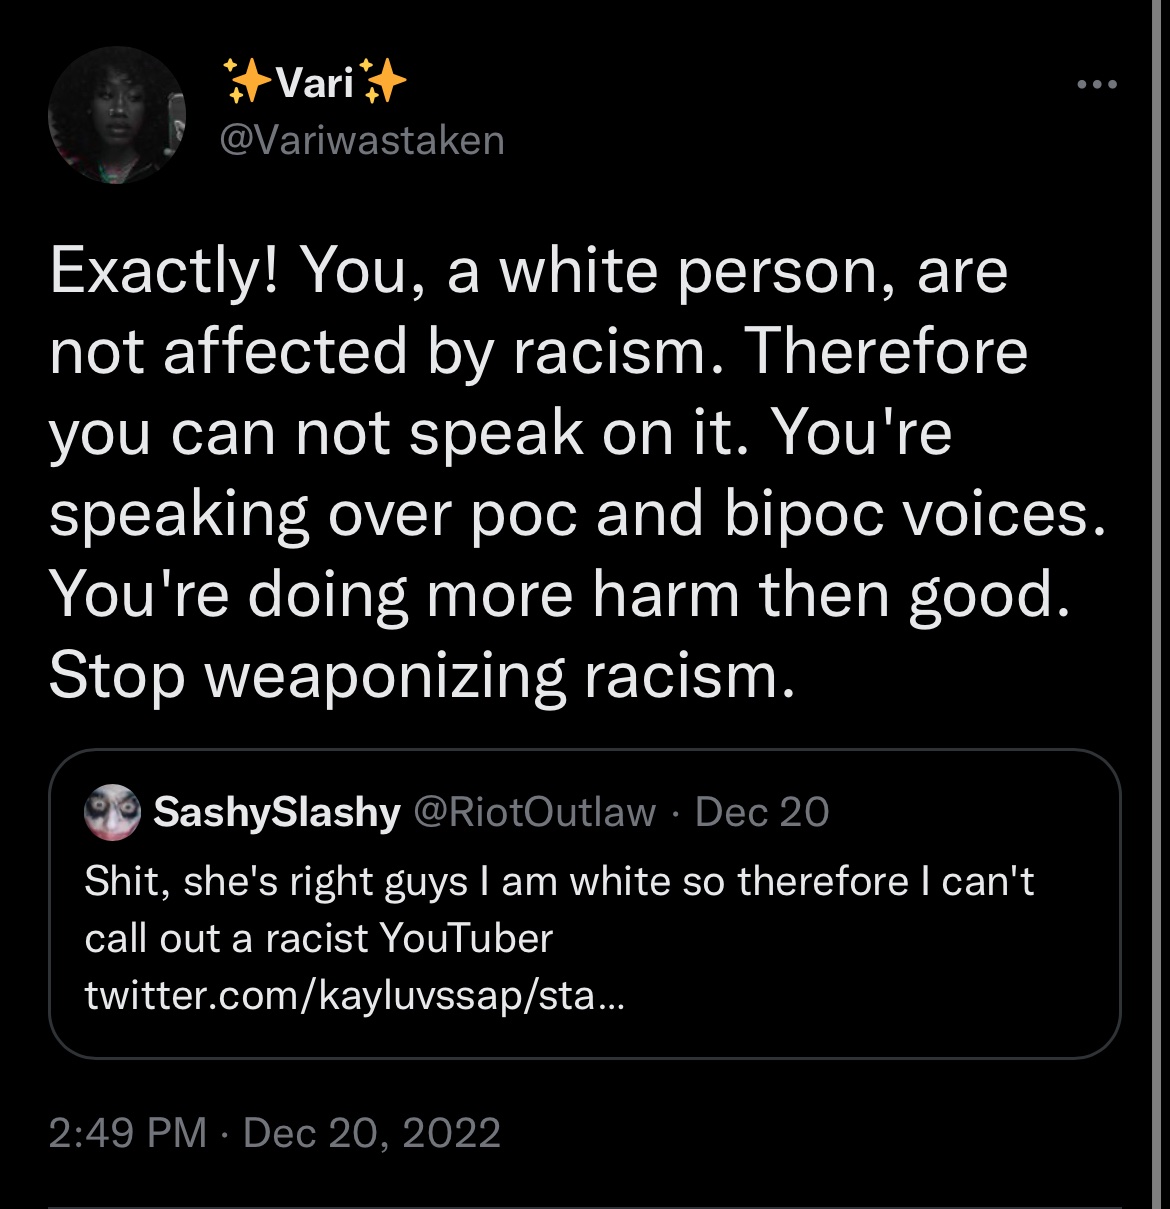 ✨Vari✨
@Variwastaken
Exactly! You, a white person, are
not affected by racism. Therefore
you can not speak on it. You're
speaking over poc and bipoc voices.
You're doing more harm then good.
Stop weaponizing racism.
SashySlashy @RiotOutlaw · Dec 20
Shit, she's right guys I am white so therefore I can't
call out a racist YouTuber
twitter.com/kayluvssap/sta...
2:49 PM · Dec 20, 2022